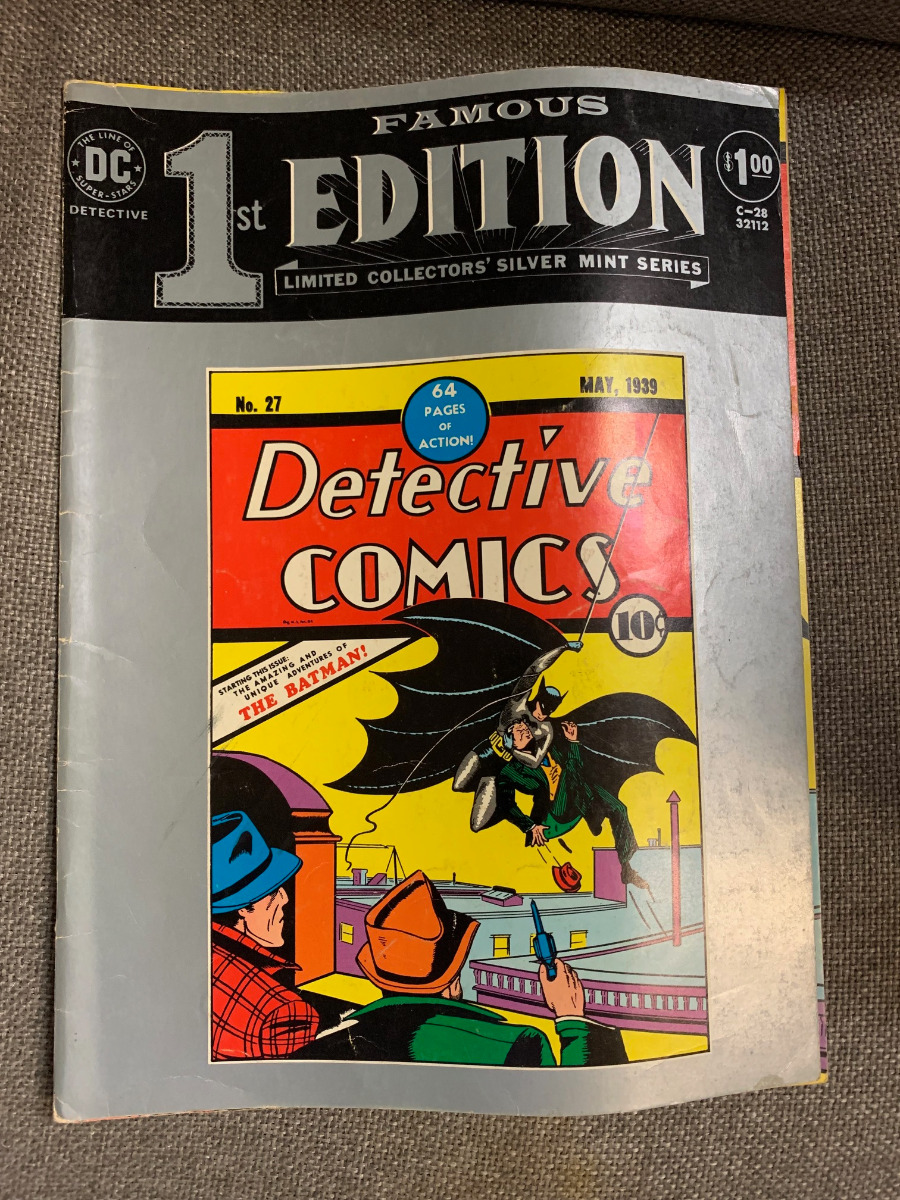 THE LINE OF
DC
SUPER-STARS
DETECTIVE
FAMOUS
1st EDITION
LIMITED COLLECTORS' SILVER MINT SERIES
$1.00
C-28
32112
No. 27
64
PAGES
OF
ACTION!
MAY, 1939
Detective
COMICS
10¢
STARTING THIS ISSUE:
THE AMAZING AND
UNIQUE ADVENTURES OF
THE BATMAN!